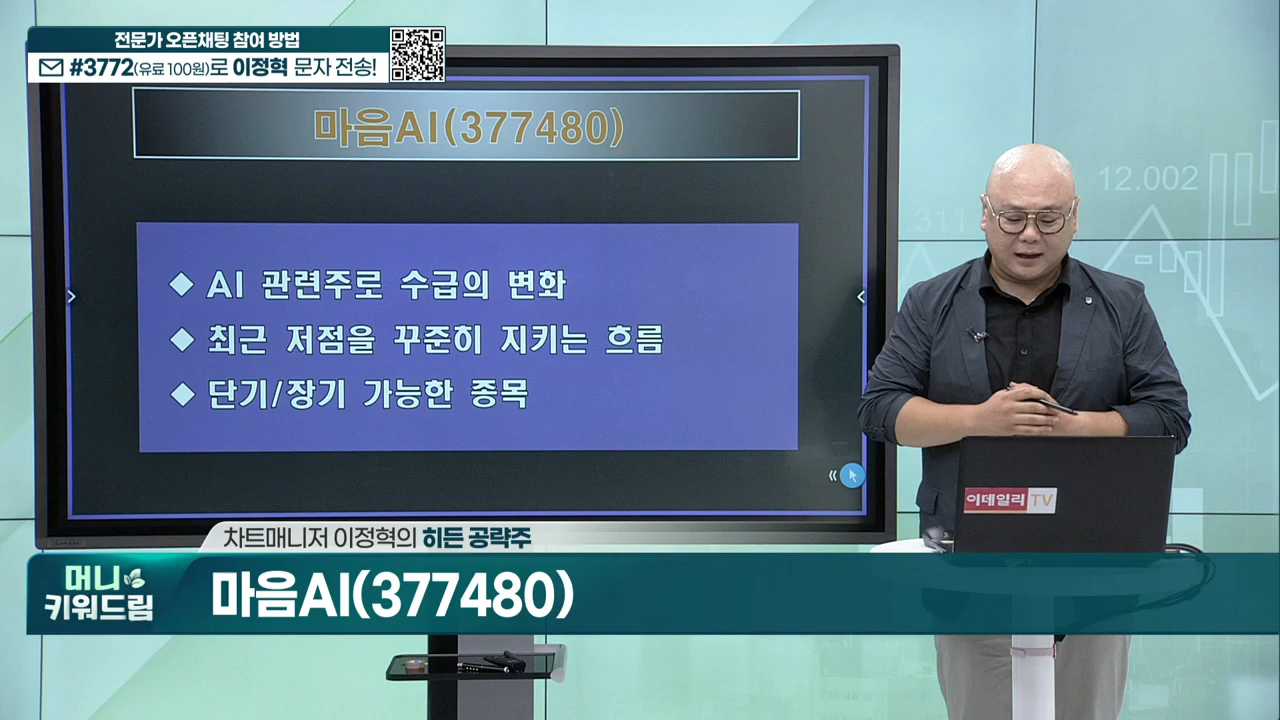 전문가 오픈채팅 참여 방법
#3772(유료 100원)로 이정혁 문자 전송!
마음AI(377480)
◆ AI 관련주로 수급의 변화
◆ 최근 저점을 꾸준히 지키는 흐름
◆ 단기/장기 가능한 종목
12.002
.311
이데일리 TV
차트매니저 이정혁의 히든 공략주
머니
키워드림
마음AI(377480)